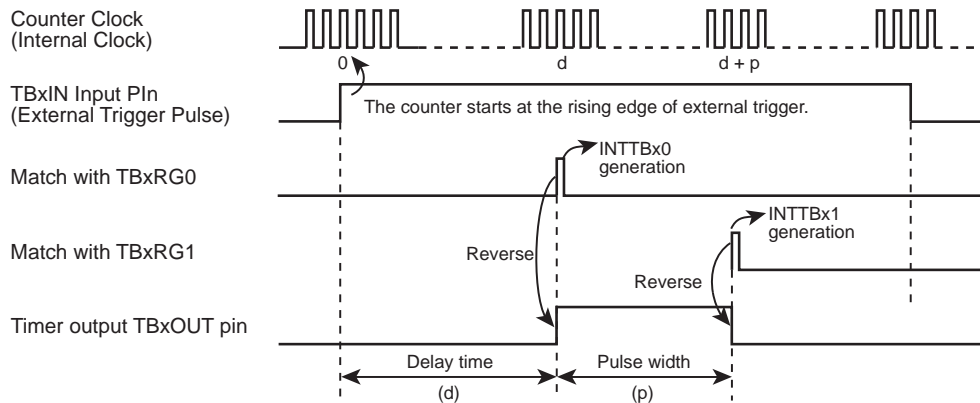 Counter Clock
(Internal Clock)
0
d
d + p
TBxIN Input PIn
(External Trigger Pulse)
The counter starts at the rising edge of external trigger.
INTTBx0
generation
Match with TBxRG0
INTTBx1
generation
Match with TBxRG1
Reverse
Reverse
Timer output TBxOUT pin
Delay time
Pulse width
(d)
(p)